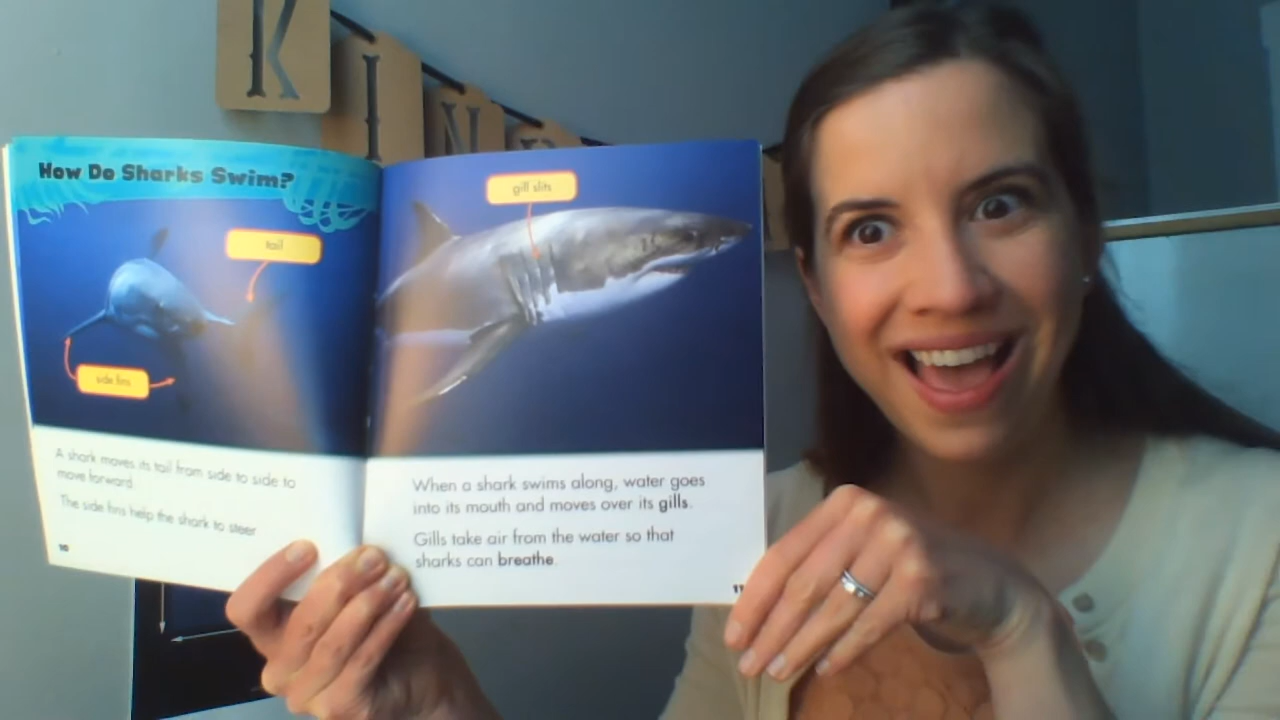 KIN
How Do Sharks Swim?
tail
side fins
A shark moves its tail from side to side to
move forward.
The side fins help the shark to steer
10
gill slits
When a shark swims along, water goes
into its mouth and moves over its gills.
Gills take air from the water so that
sharks can breathe.
11